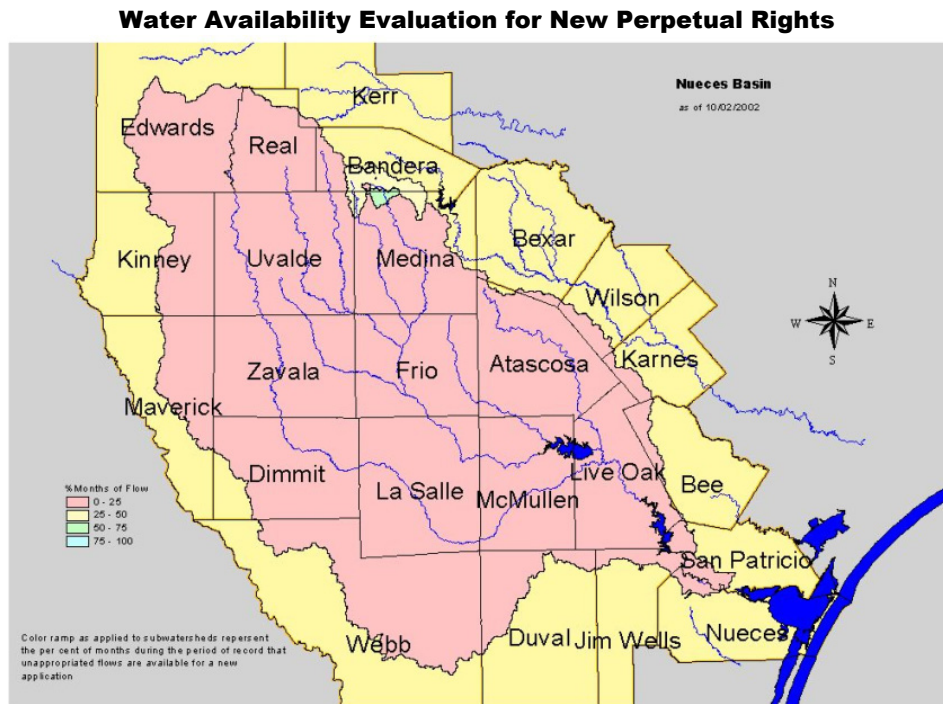 Water Availability Evaluation for New Perpetual Rights
Nueces Basin
as of 10/02/2002
Kerr
Edwards
Real
Bandera
Kinney
Uvalde
Medina
Bexar
Wilson
N
W E
S
Zavala
Frio
Atascosa
Karnes
Maverick
Dimmit
La Salle
McMullen
Live Oak
Bee
%Months of Flow
0 - 25
25 - 50
50 - 75
75 - 100
San Patricio
Webb
Duval
Jim Wells
Nueces
Color ramp as applied to subwatersheds repersent
the per cent of months during the period of record that
unappropriated flows are available for a new
application